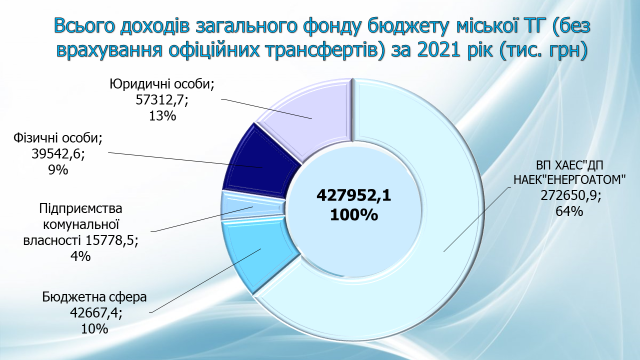 Всього доходів загального фонду бюджету міської ТГ (без
врахування офіційних трансфертів) за 2021 рік (тис. грн)
Юридичні особи;
57312,7;
13%
Фізичні особи;
39542,6;
9%
Підприємства
комунальної
власності 15778,5;
4%
Бюджетна сфера
42667,4;
10%
427952,1
100%
ВП ХАЕС"ДП
НАЕК"ЕНЕРГОАТОМ"
272650,9;
64%